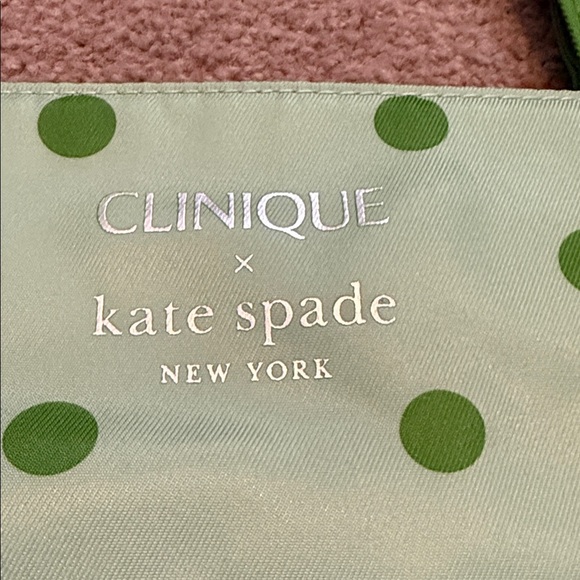 CLINIQUE
×
kate spade
NEW YORK